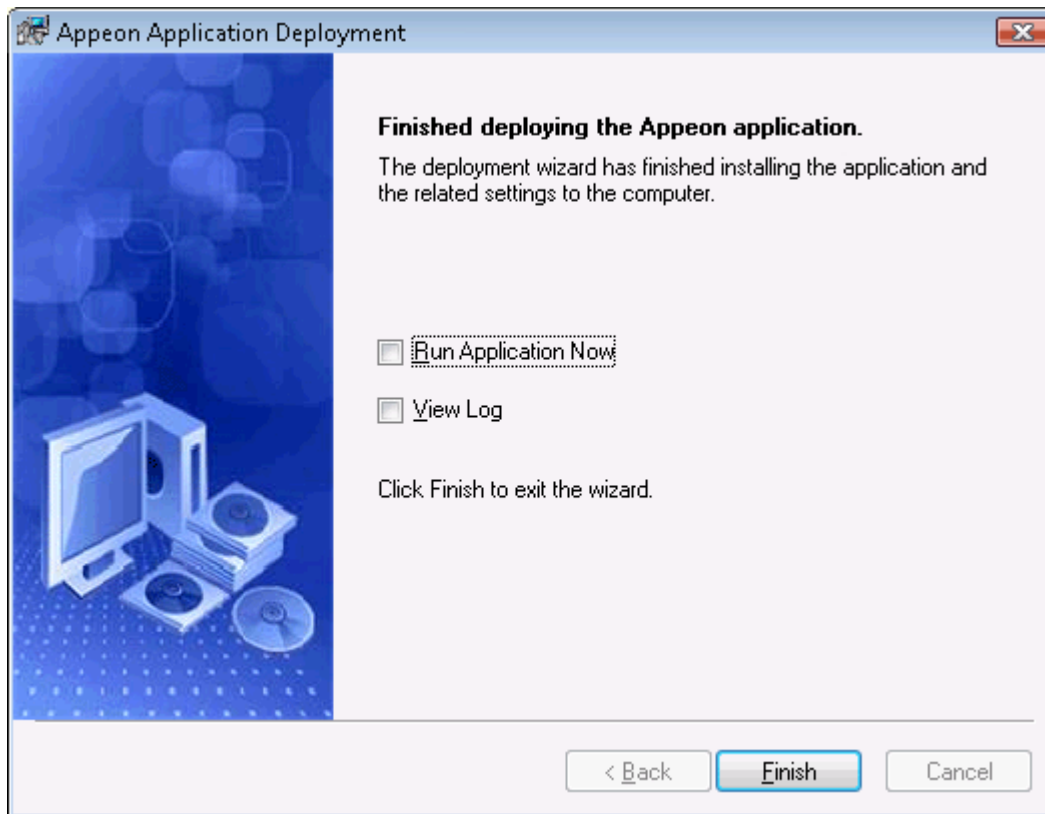 Appeon Application Deployment
Finished deploying the Appeon application.
The deployment wizard has finished installing the application and
the related settings to the computer.
Run Application Now
View Log
Click Finish to exit the wizard.
< Back Finish Cancel